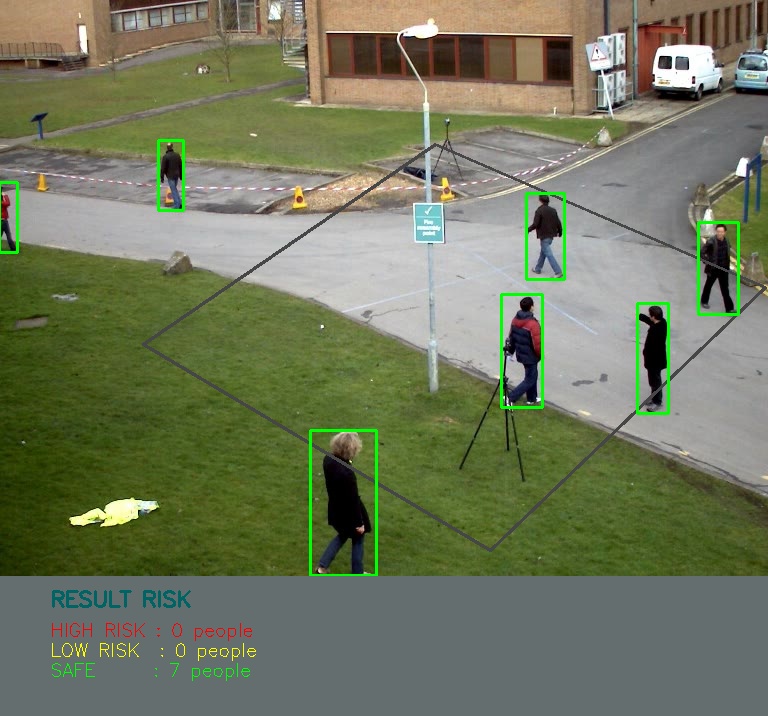 RESULT RISK
HIGH RISK : 0 people
LOW RISK : 0 people
SAFE : 7 people